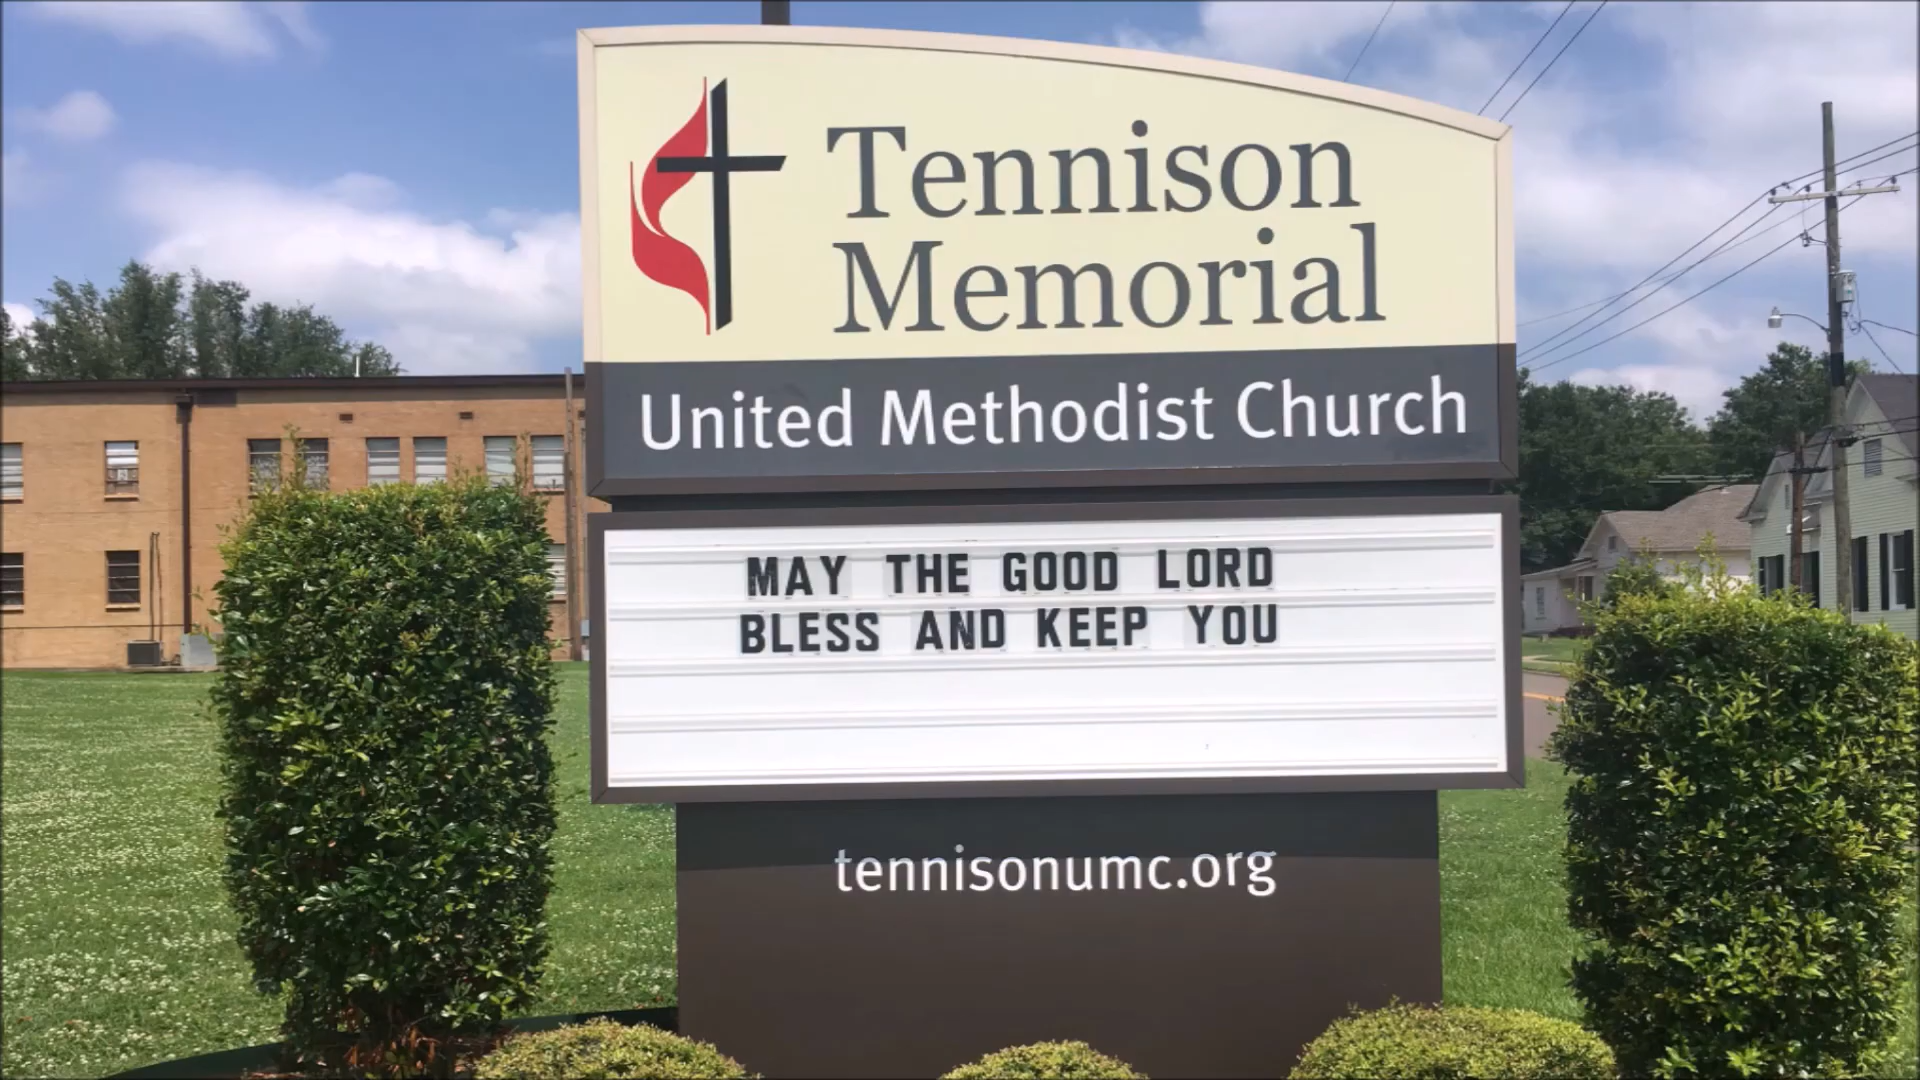 Tennison
Memorial
United Methodist Church
MAY THE GOOD LORD
BLESS AND KEEP YOU
tennisonumc.org